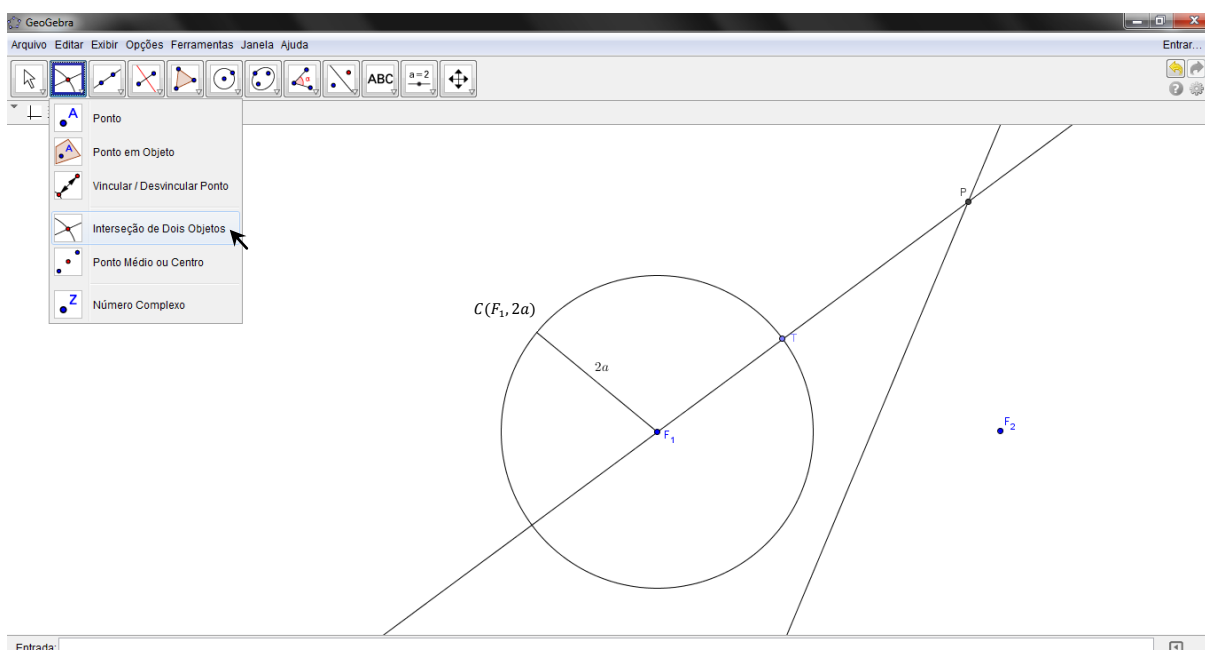 GeoGebra
Arquivo Editar Exibir Opções Ferramentas Janela Ajuda
Entrar...
ABC
a=2
A
Ponto
A
Ponto em Objeto
Vincular / Desvincular Ponto
Interseção de Dois Objetos
Ponto Médio ou Centro
Z
Número Complexo
P
C(F₁, 2a)
T
2a
F₂
F₁
Entrada: